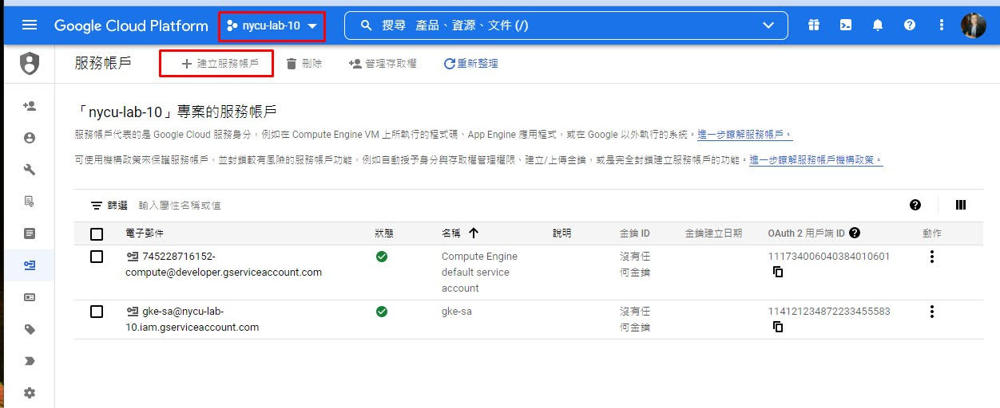 Google Cloud Platform nycu-lab-10 搜尋 產品、資源、文件 (/)
服務帳戶 建立服務帳戶 刪除 管理存取權 重新整理
「nycu-lab-10」專案的服務帳戶
服務帳戶代表的是 Google Cloud 服務身分，例如在 Compute Engine VM 上所執行的程式碼、App Engine 應用程式，或在 Google 以外執行的系統。進一步瞭解服務帳戶。
可使用機構政策來保護服務帳戶，並封鎖較有風險的服務帳戶功能，例如自動授予身分與存取權管理權限、建立/上傳金鑰，或是完全封鎖建立服務帳戶的功能。進一步瞭解服務帳戶機構政策。
篩選 輸入屬性名稱或值
電子郵件 狀態 名稱 說明 金鑰 ID 金鑰建立日期 OAuth 2 用戶端 ID 動作
745228716152- Compute Engine 沒有任 111734006040384010601
compute@developer.gserviceaccount.com default service 何金鑰
account
gke-sa@nycu-lab- gke-sa 沒有任 114121234872233455583
10.iam.gserviceaccount.com 何金鑰